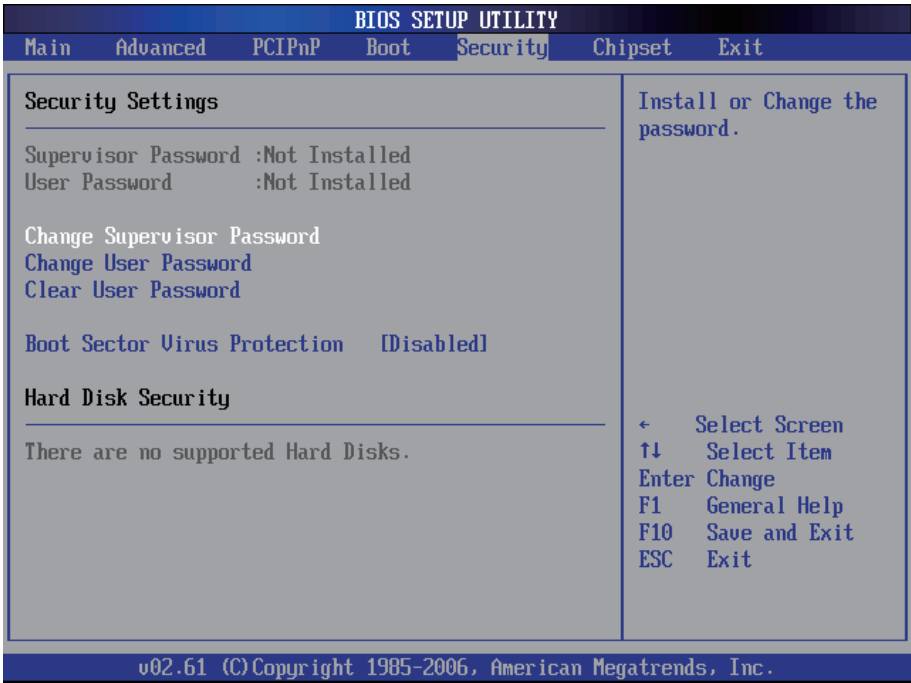 BIOS SETUP UTILITY
Main Advanced PCIPnP Boot Security Chipset Exit
Security Settings
Supervisor Password :Not Installed
User Password :Not Installed
Change Supervisor Password
Change User Password
Clear User Password
Boot Sector Virus Protection [Disabled]
Hard Disk Security
There are no supported Hard Disks.
Install or Change the
password.
← Select Screen
↑↓ Select Item
Enter Change
F1 General Help
F10 Save and Exit
ESC Exit
v02.61 (C)Copyright 1985-2006, American Megatrends, Inc.